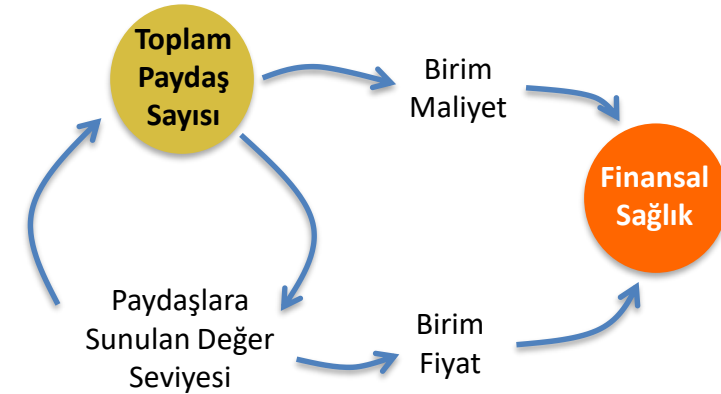 Toplam
Paydaş
Sayısı
Birim
Maliyet
Finansal
Sağlık
Paydaşlara
Sunulan Değer
Seviyesi
Birim
Fiyat